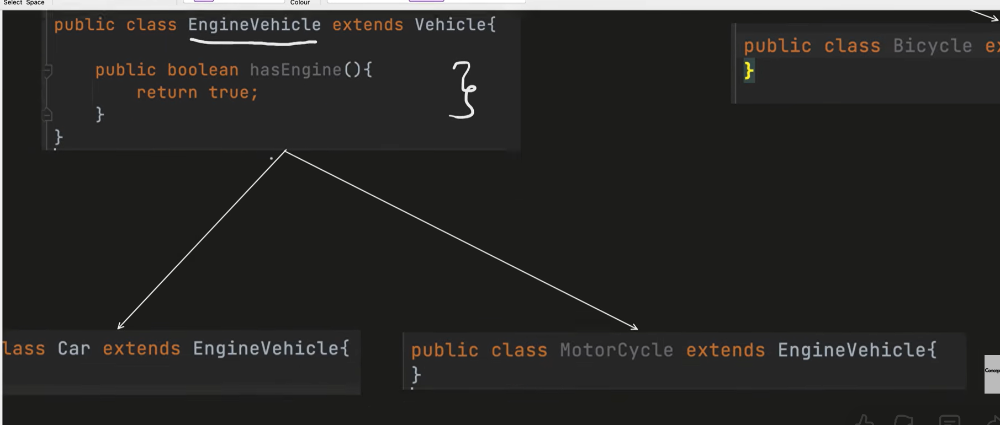 Select Space Colour
public class EngineVehicle extends Vehicle{
public boolean hasEngine(){
return true;
}
}
public class Bicycle ex
}
lass Car extends EngineVehicle{
public class MotorCycle extends EngineVehicle{
}
Concep